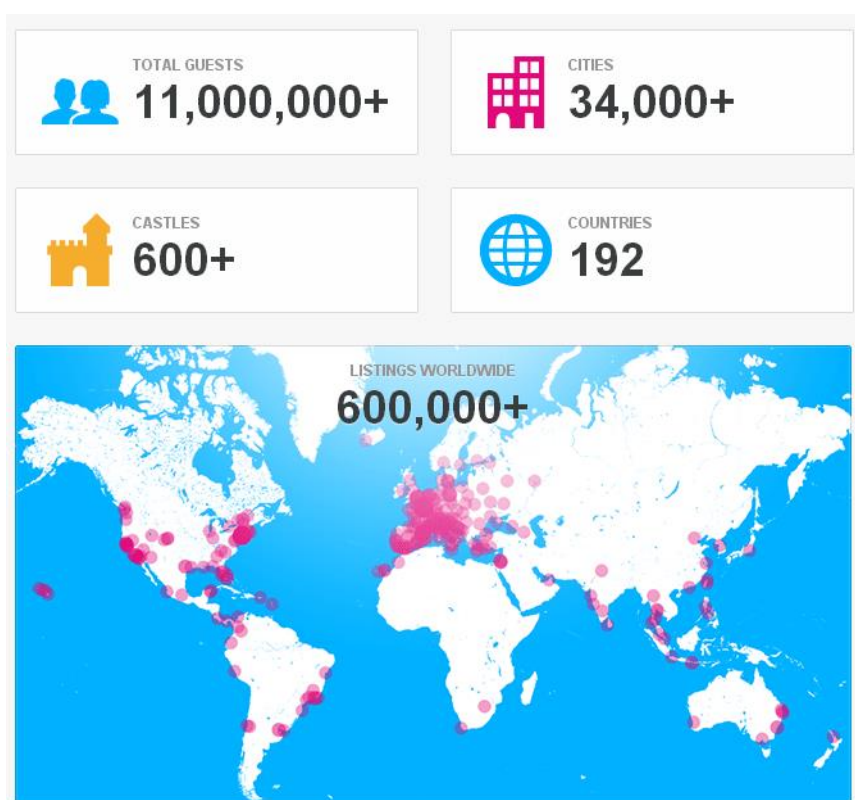 TOTAL GUESTS
11,000,000+
CITIES
34,000+
CASTLES
600+
COUNTRIES
192
LISTINGS WORLDWIDE
600,000+